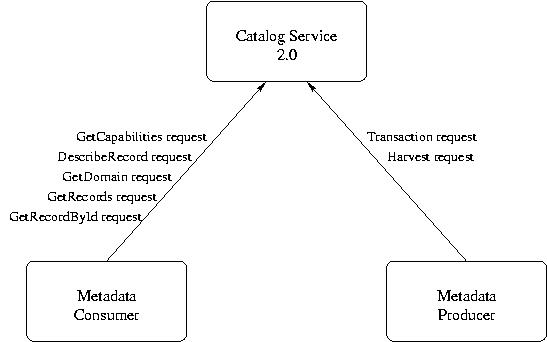 Catalog Service
2.0
GetCapabilities request
DescribeRecord request
GetDomain request
GetRecords request
GetRecordById request
Transaction request
Harvest request
Metadata
Consumer
Metadata
Producer